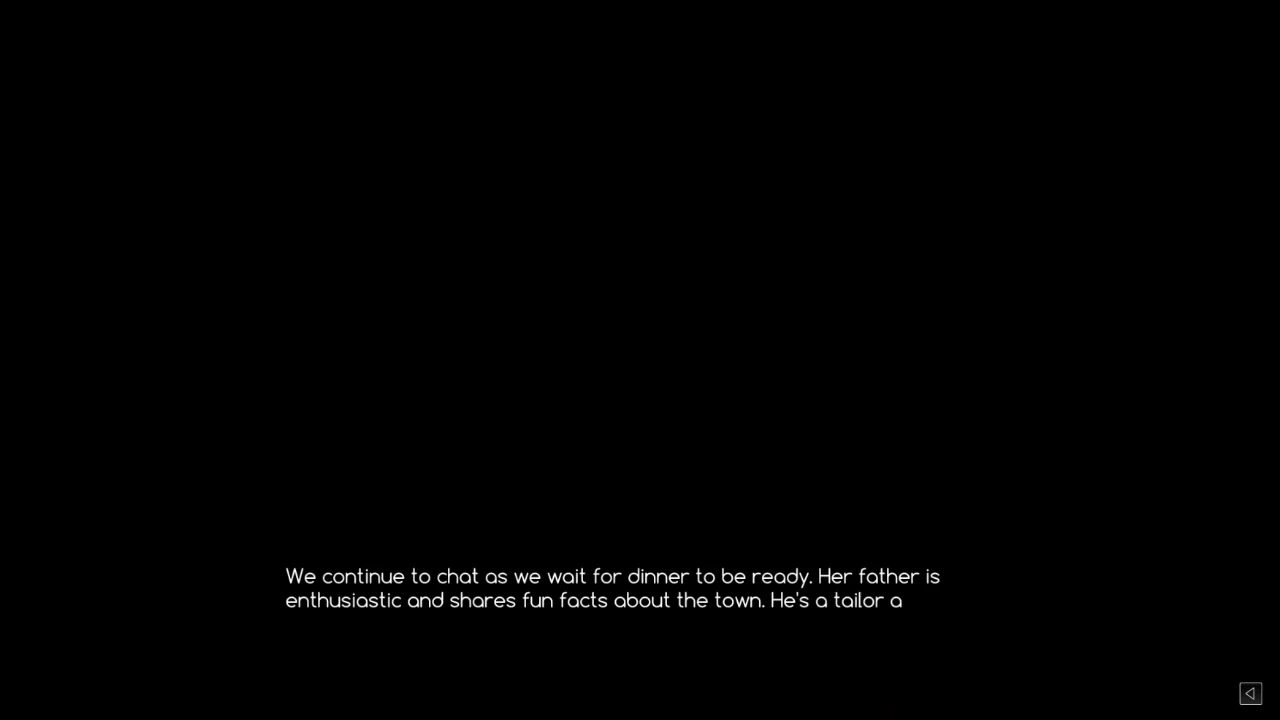 We continue to chat as we wait for dinner to be ready. Her father is
enthusiastic and shares fun facts about the town. He's a tailor a